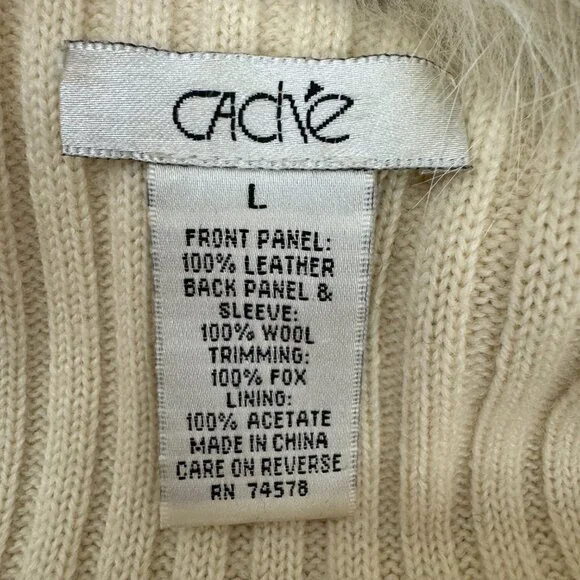 CACHÉ
L
FRONT PANEL:
100% LEATHER
BACK PANEL &
SLEEVE:
100% WOOL
TRIMMING:
100% FOX
LINING:
100% ACETATE
MADE IN CHINA
CARE ON REVERSE
RN 74578